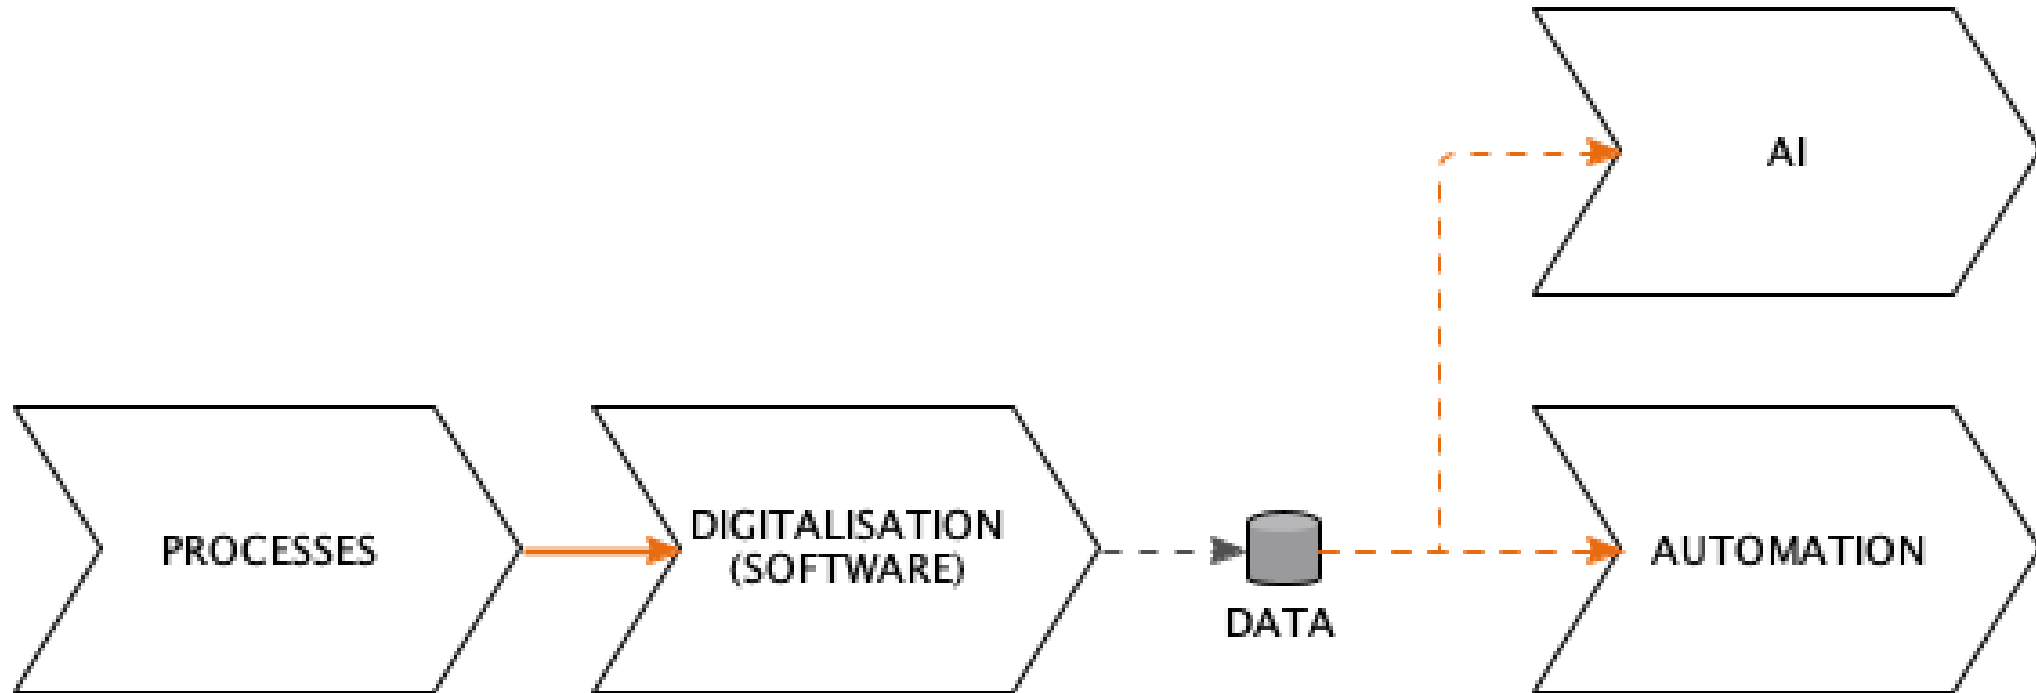 AI
PROCESSES
DIGITALISATION
(SOFTWARE)
DATA
AUTOMATION